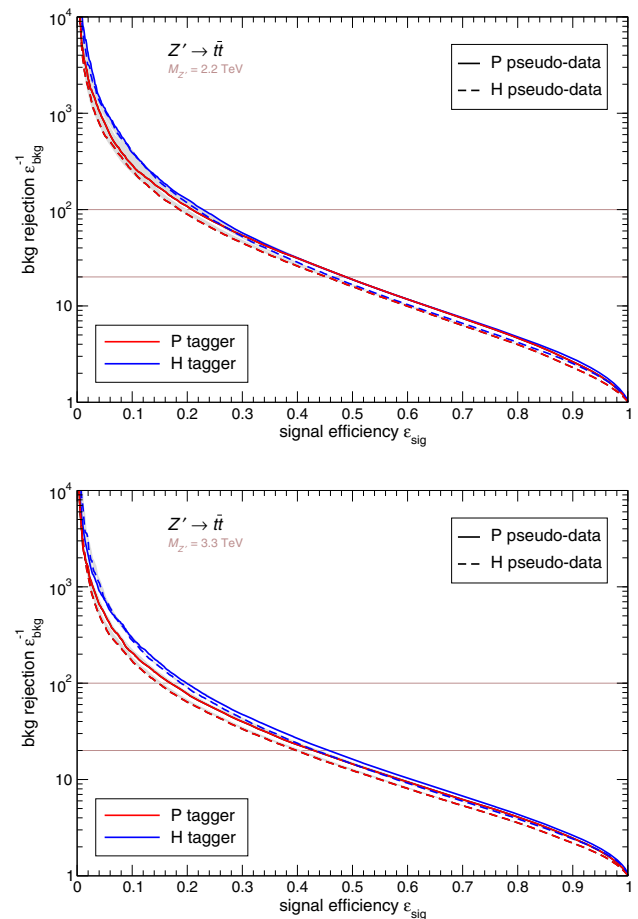 10⁴
10³
10²
10
1
bkg rejection ε⁻¹bkg
Z′ → tt̄
M_Z′ = 2.2 TeV
P pseudo-data
H pseudo-data
P tagger
H tagger
0 0.1 0.2 0.3 0.4 0.5 0.6 0.7 0.8 0.9 1
signal efficiency ε_sig
10⁴
10³
10²
10
1
bkg rejection ε⁻¹bkg
Z′ → tt̄
M_Z′ = 3.3 TeV
P pseudo-data
H pseudo-data
P tagger
H tagger
0 0.1 0.2 0.3 0.4 0.5 0.6 0.7 0.8 0.9 1
signal efficiency ε_sig